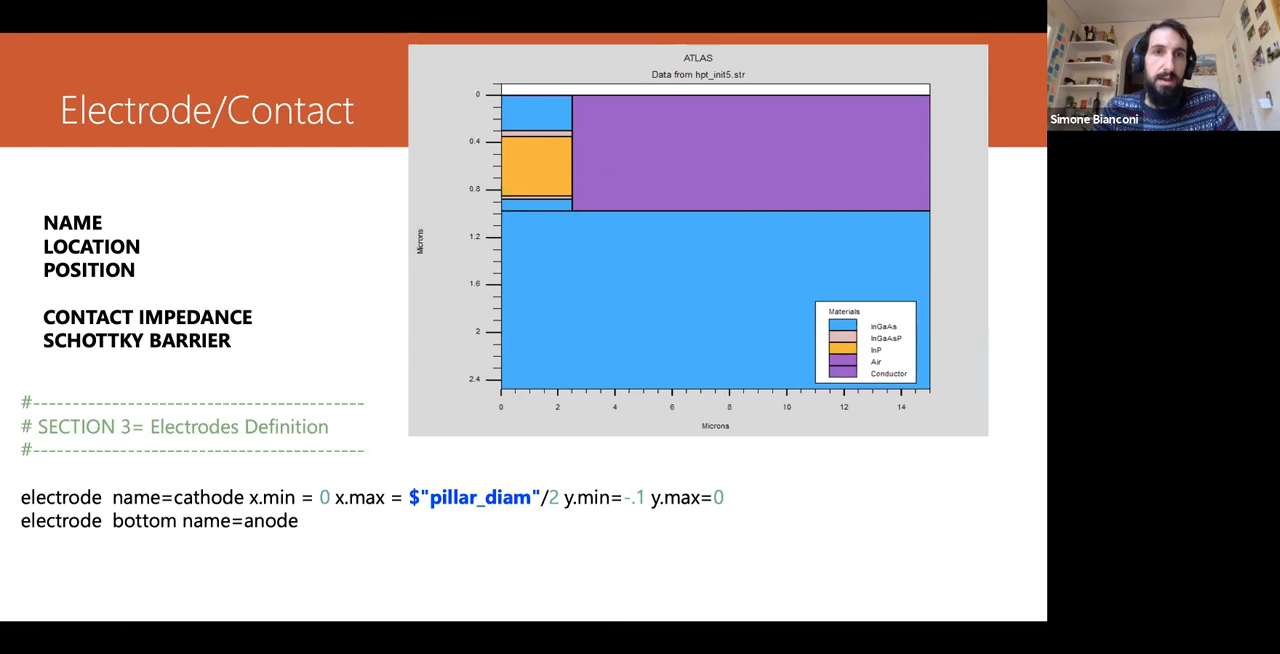 Electrode/Contact
NAME
LOCATION
POSITION
CONTACT IMPEDANCE
SCHOTTKY BARRIER
#----------------------------------------
# SECTION 3= Electrodes Definition
#----------------------------------------
electrode name=cathode x.min = 0 x.max = $"pillar_diam"/2 y.min=-.1 y.max=0
electrode bottom name=anode
ATLAS
Data from hpt_init5.str
Microns
0
0.4
0.8
1.2
1.6
2
2.4
0 2 4 6 8 10 12 14
Microns
Materials
InGaAs
InGaAsP
InP
Air
Conductor
Simone Bianconi